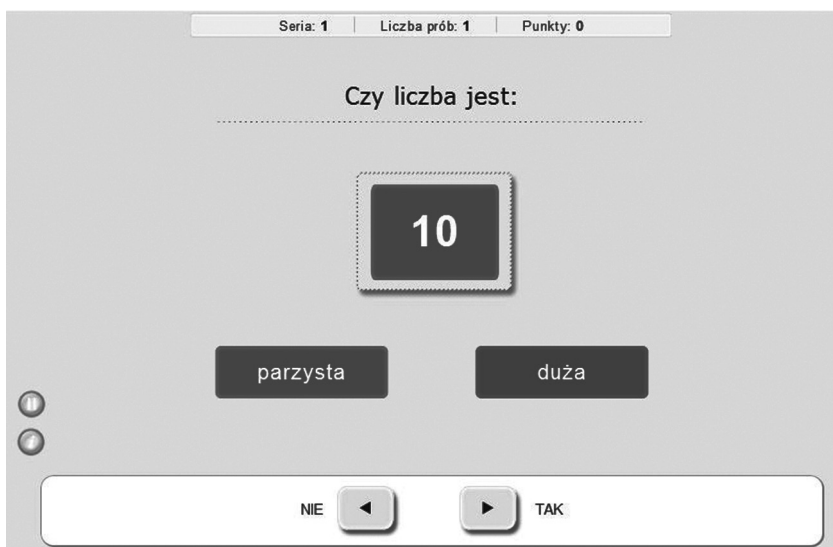 Seria: 1 | Liczba prób: 1 | Punkty: 0
Czy liczba jest:
10
parzysta duża
NIE ◄ ► TAK